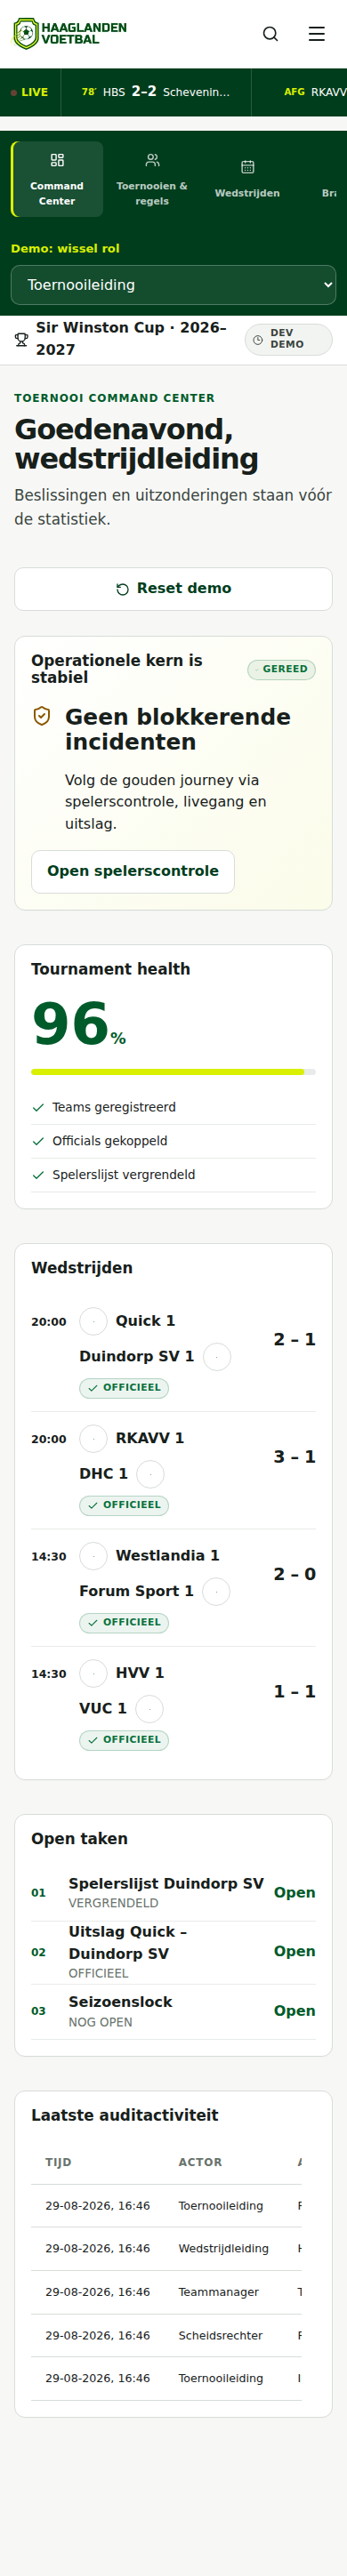 HAAGLANDEN
VOETBAL
LIVE 78' HBS 2–2 Schevenin... AFG RKAVV
Command
Center
Toernooien &
regels
Wedstrijden
Demo: wissel rol
Toernooileiding
Sir Winston Cup · 2026–
2027
DEV
DEMO
TOERNOOI COMMAND CENTER
Goedenavond,
wedstrijdleiding
Beslissingen en uitzonderingen staan vóór
de statistiek.
Reset demo
Operationele kern is
stabiel
GEREED
Geen blokkerende
incidenten
Volg de gouden journey via
spelerscontrole, livegang en
uitslag.
Open spelerscontrole
Tournament health
96%
Teams geregistreerd
Officials gekoppeld
Spelerslijst vergrendeld
Wedstrijden
20:00 Quick 1
Duindorp SV 1
2 – 1
OFFICIEEL
20:00 RKAVV 1
DHC 1
3 – 1
OFFICIEEL
14:30 Westlandia 1
Forum Sport 1
2 – 0
OFFICIEEL
14:30 HVV 1
VUC 1
1 – 1
OFFICIEEL
Open taken
01 Spelerslijst Duindorp SV Open
VERGRENDELD
02 Uitslag Quick –
Duindorp SV
Open
OFFICIEEL
03 Seizoenslock Open
NOG OPEN
Laatste auditactiviteit
TIJD ACTOR
29-08-2026, 16:46 Toernooileiding
29-08-2026, 16:46 Wedstrijdleiding
29-08-2026, 16:46 Teammanager
29-08-2026, 16:46 Scheidsrechter
29-08-2026, 16:46 Toernooileiding